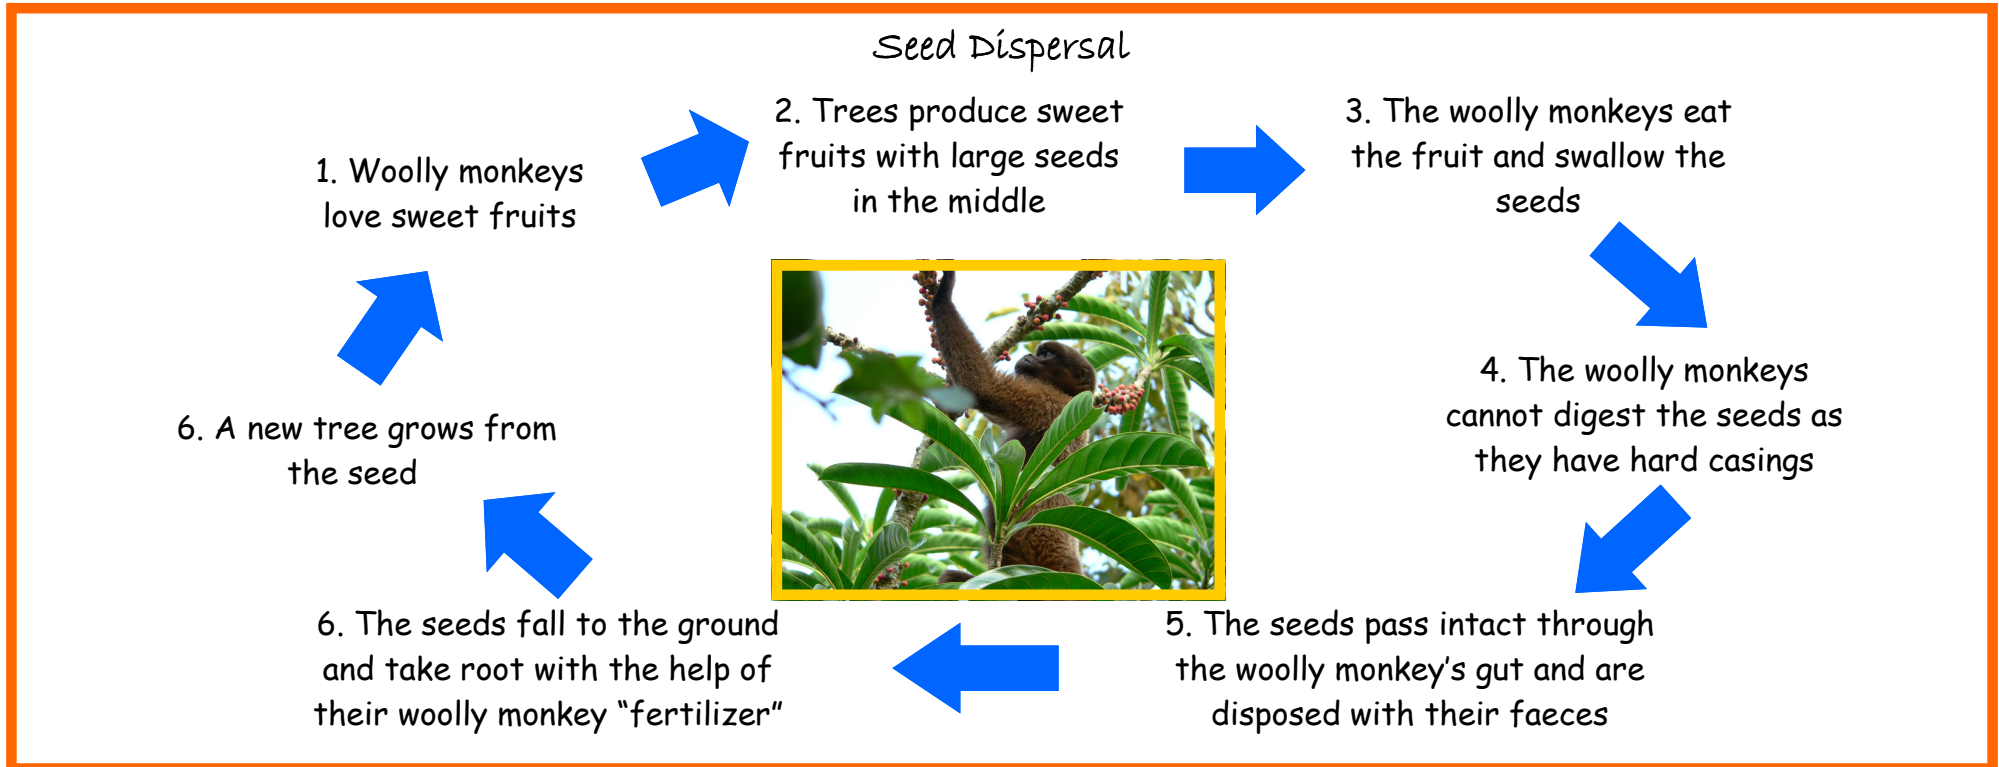 Seed Dispersal
1. Woolly monkeys
love sweet fruits
2. Trees produce sweet
fruits with large seeds
in the middle
3. The woolly monkeys eat
the fruit and swallow the
seeds
4. The woolly monkeys
cannot digest the seeds as
they have hard casings
5. The seeds pass intact through
the woolly monkey's gut and are
disposed with their faeces
6. The seeds fall to the ground
and take root with the help of
their woolly monkey “fertilizer”
6. A new tree grows from
the seed